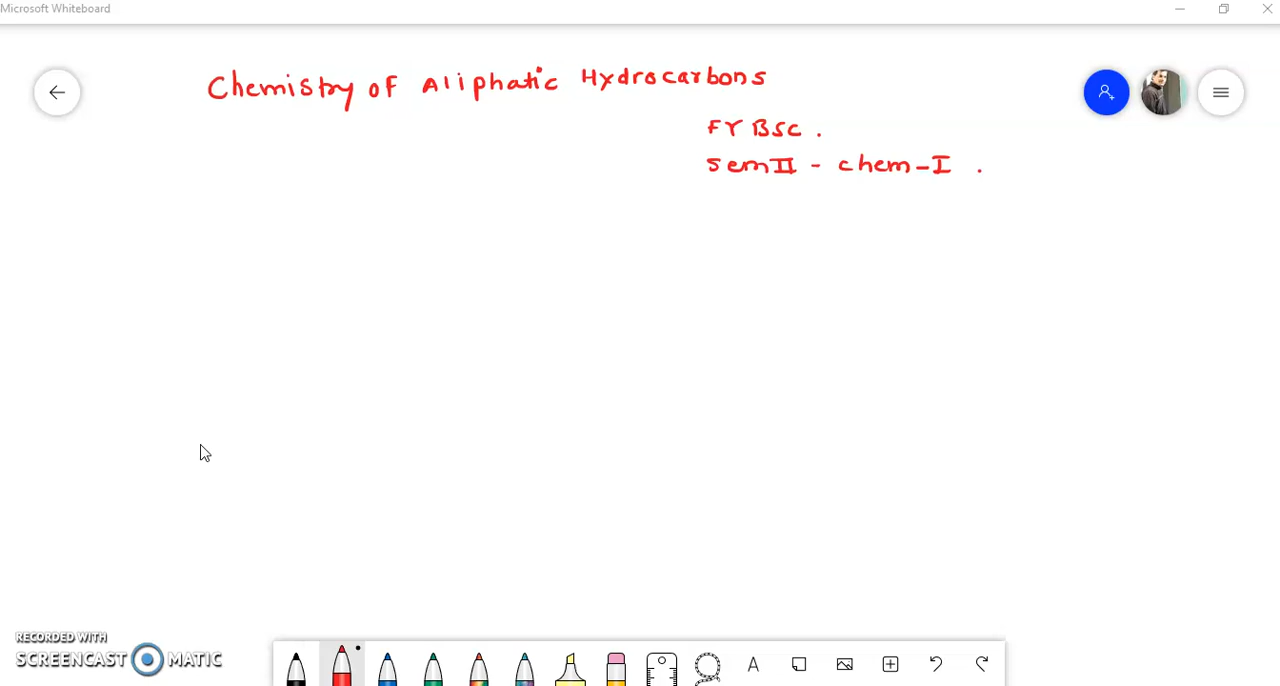 Microsoft Whiteboard
Chemistry of Aliphatic Hydrocarbons
FY BSC .
Sem II - chem-I .
RECORDED WITH
SCREENCAST MATIC
A